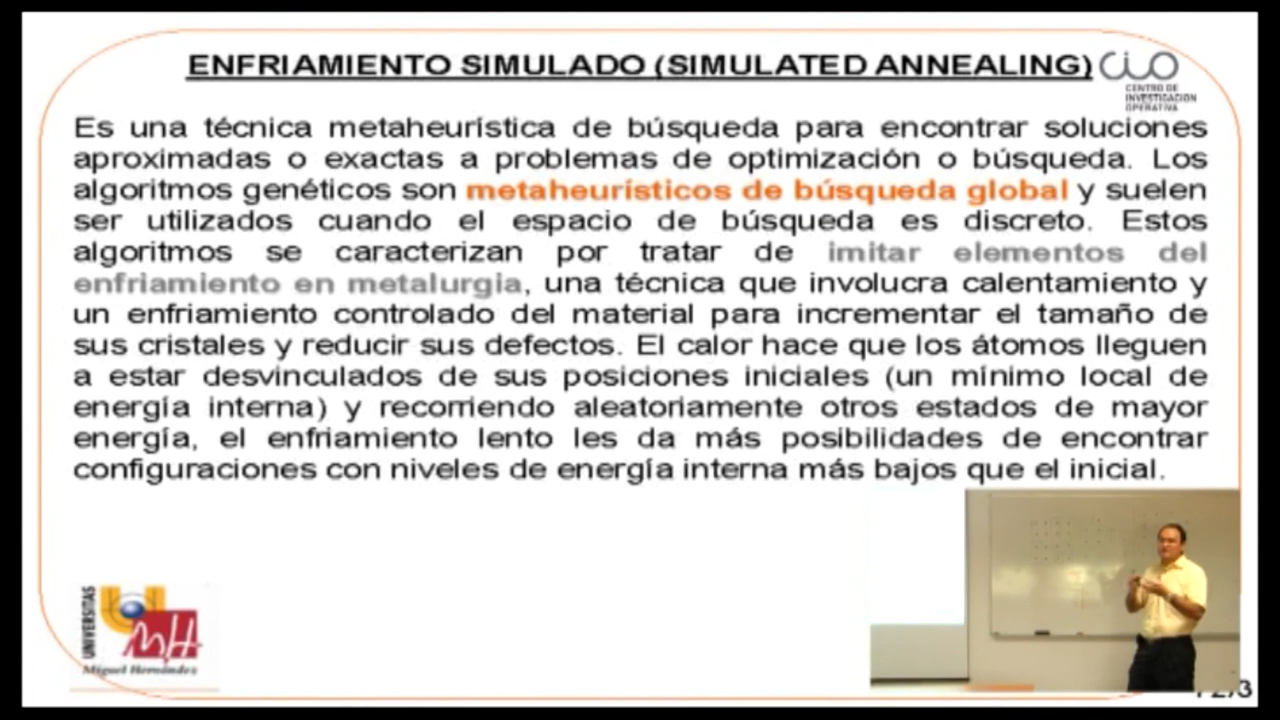 ENFRIAMIENTO SIMULADO (SIMULATED ANNEALING)
CIO
CENTRO DE
INVESTIGACIÓN
OPERATIVA
Es una técnica metaheurística de búsqueda para encontrar soluciones
aproximadas o exactas a problemas de optimización o búsqueda. Los
algoritmos genéticos son metaheurísticos de búsqueda global y suelen
ser utilizados cuando el espacio de búsqueda es discreto. Estos
algoritmos se caracterizan por tratar de imitar elementos del
enfriamiento en metalurgia, una técnica que involucra calentamiento y
un enfriamiento controlado del material para incrementar el tamaño de
sus cristales y reducir sus defectos. El calor hace que los átomos lleguen
a estar desvinculados de sus posiciones iniciales (un mínimo local de
energía interna) y recorriendo aleatoriamente otros estados de mayor
energía, el enfriamiento lento les da más posibilidades de encontrar
configuraciones con niveles de energía interna más bajos que el inicial.
UNIVERSITAS
MH
Miguel Hernández